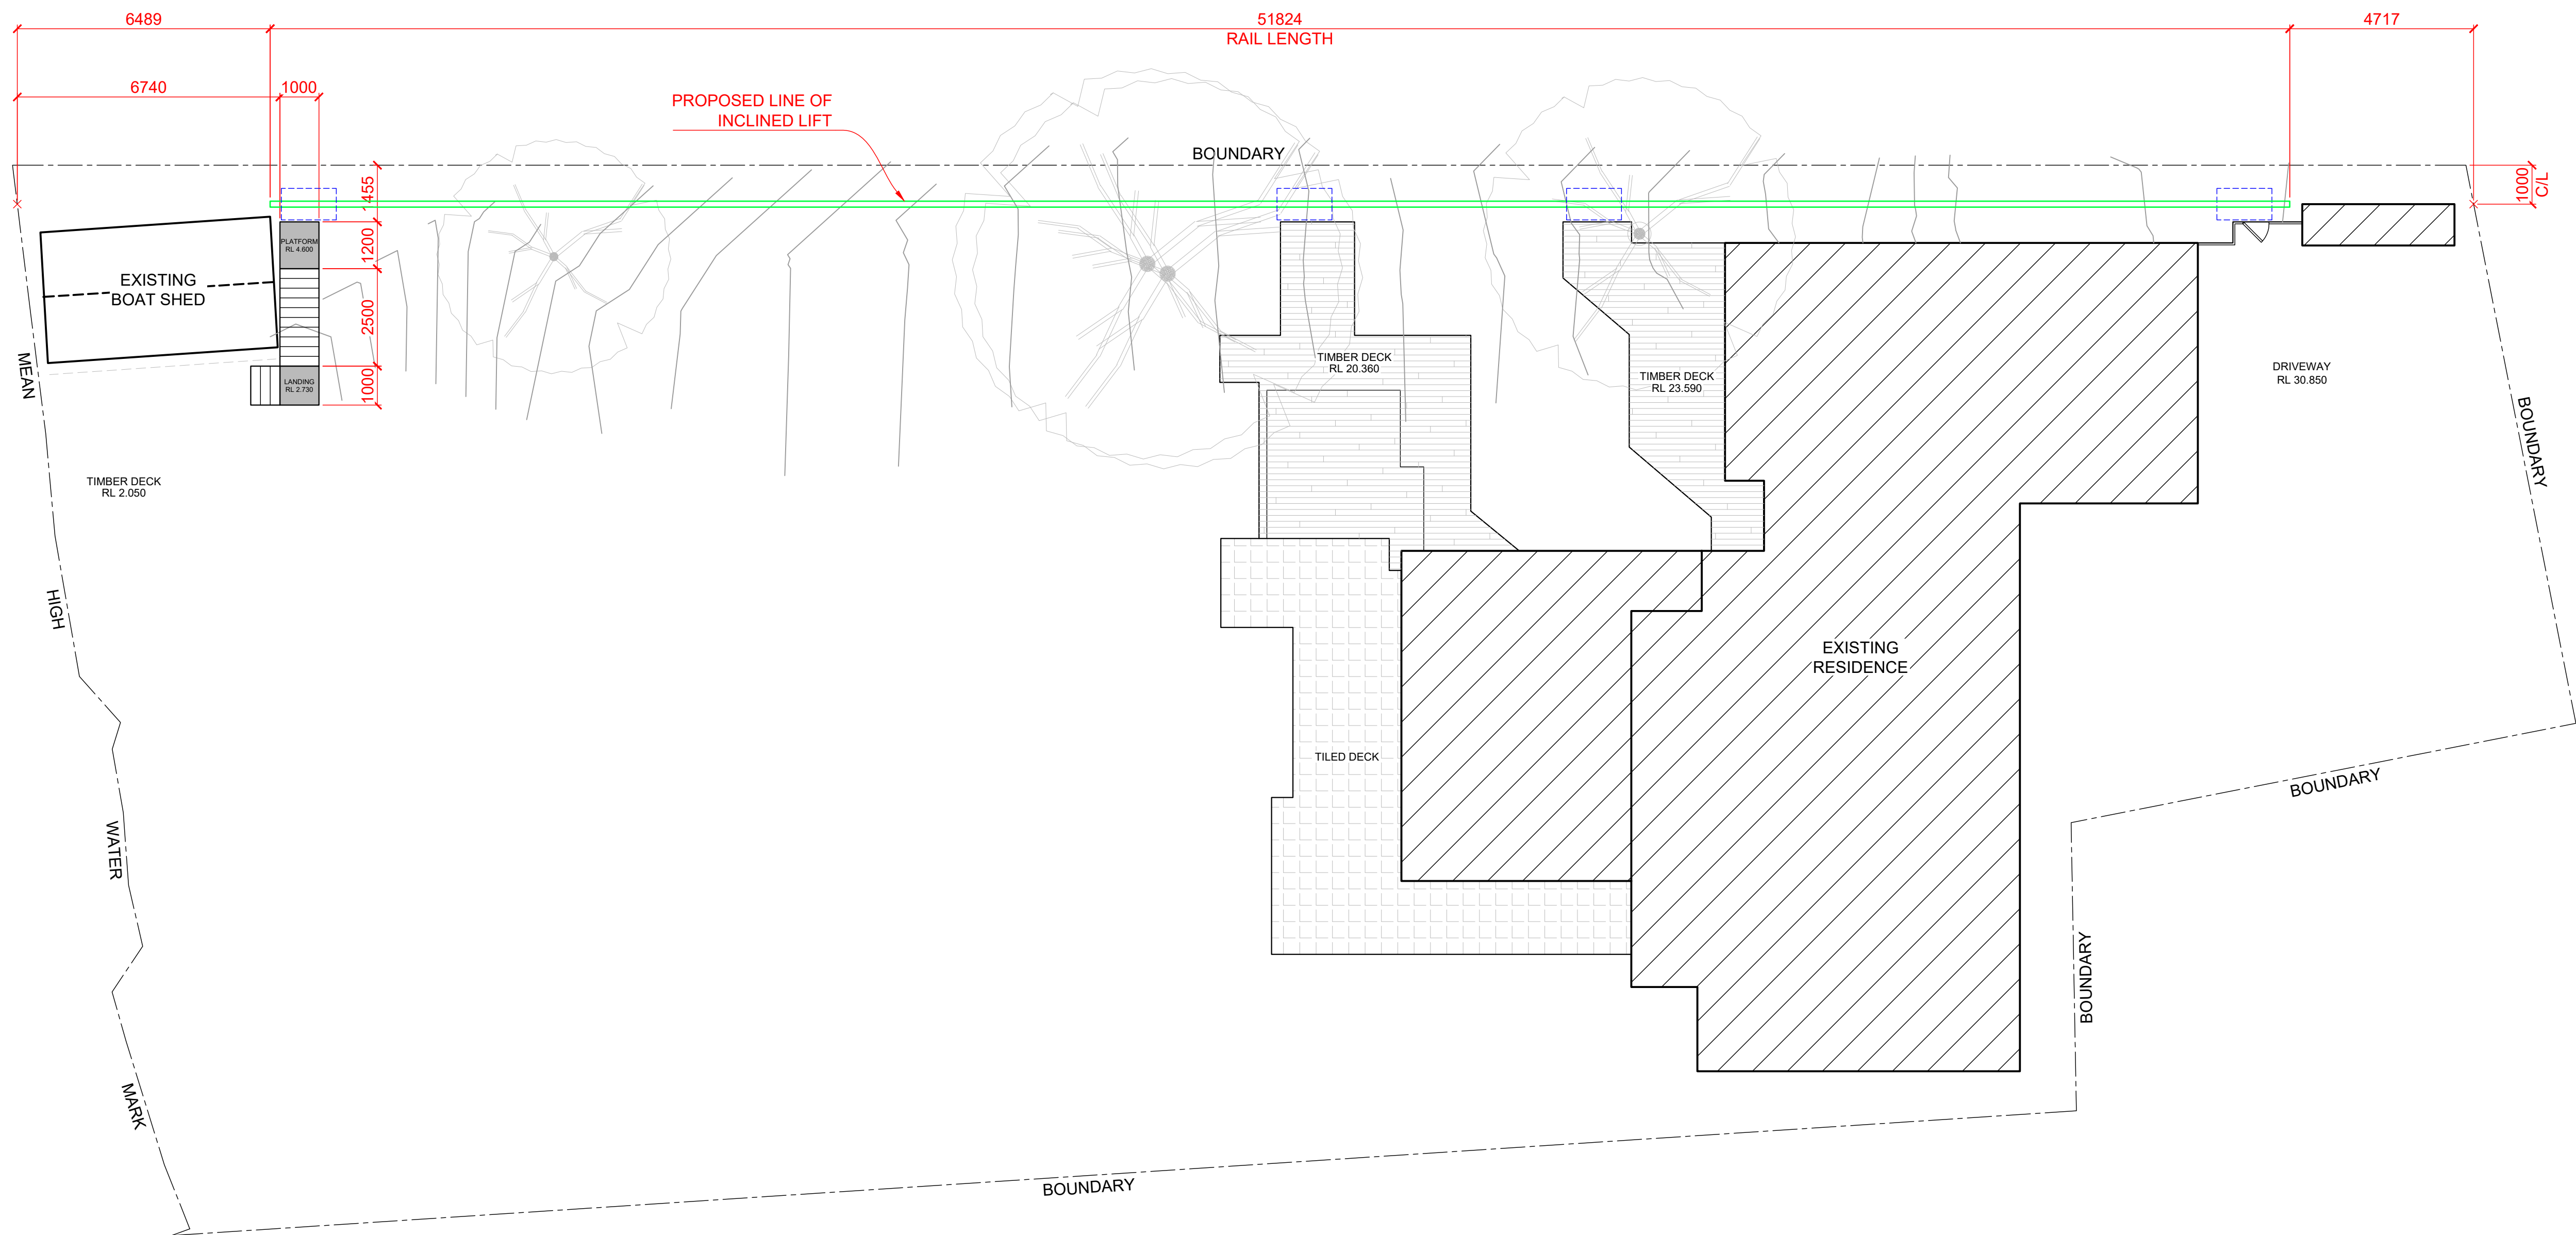 6489
51824
RAIL LENGTH
4717
6740
1000
PROPOSED LINE OF
INCLINED LIFT
BOUNDARY
1455
1000
C/L
PLATFORM
RL 4.600
1200
EXISTING
BOAT SHED
2500
MEAN
LANDING
RL 2.730
1000
TIMBER DECK
RL 20.360
TIMBER DECK
RL 23.590
DRIVEWAY
RL 30.850
BOUNDARY
TIMBER DECK
RL 2.050
HIGH
EXISTING
RESIDENCE
TILED DECK
BOUNDARY
WATER
BOUNDARY
MARK
BOUNDARY